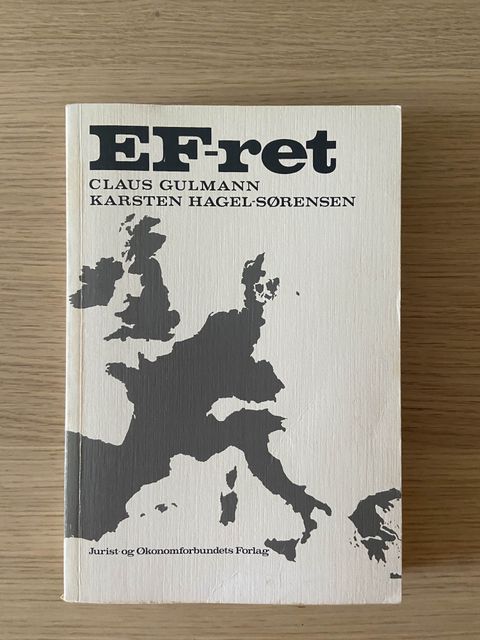 EF-ret
CLAUS GULMANN
KARSTEN HAGEL-SØRENSEN
Jurist- og Økonomforbundets Forlag